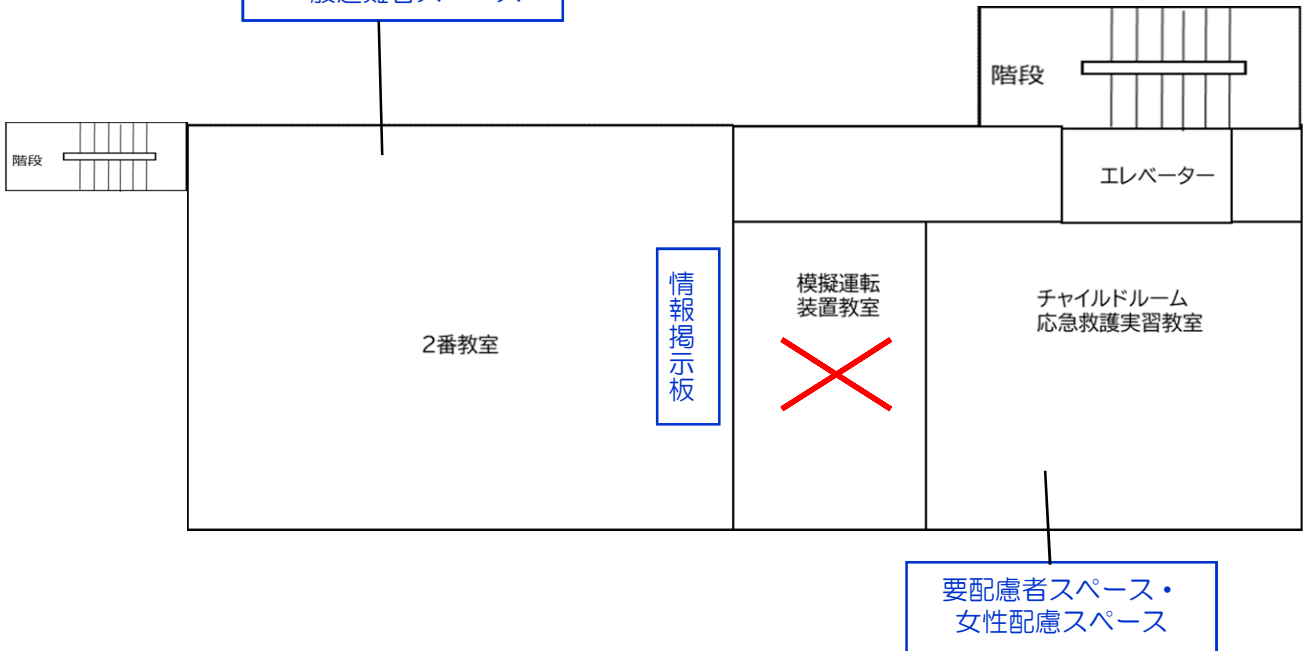 階段
階段
エレベーター
情報掲示板
模擬運転
装置教室
チャイルドルーム
応急救護実習教室
2番教室
要配慮者スペース・
女性配慮スペース